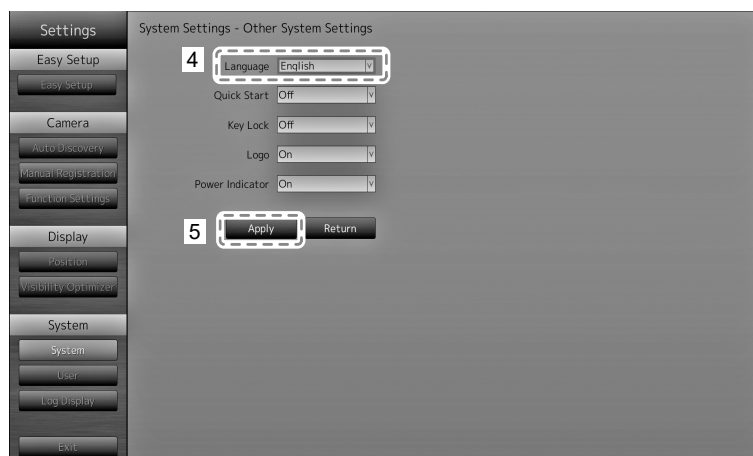 Settings
System Settings - Other System Settings
Easy Setup
Easy Setup
Camera
Auto Discovery
Manual Registration
Function Settings
Display
Position
Visibility Optimizer
System
System
User
Log Display
Exit
4
Language English
Quick Start Off
Key Lock Off
Logo On
Power Indicator On
5
Apply Return